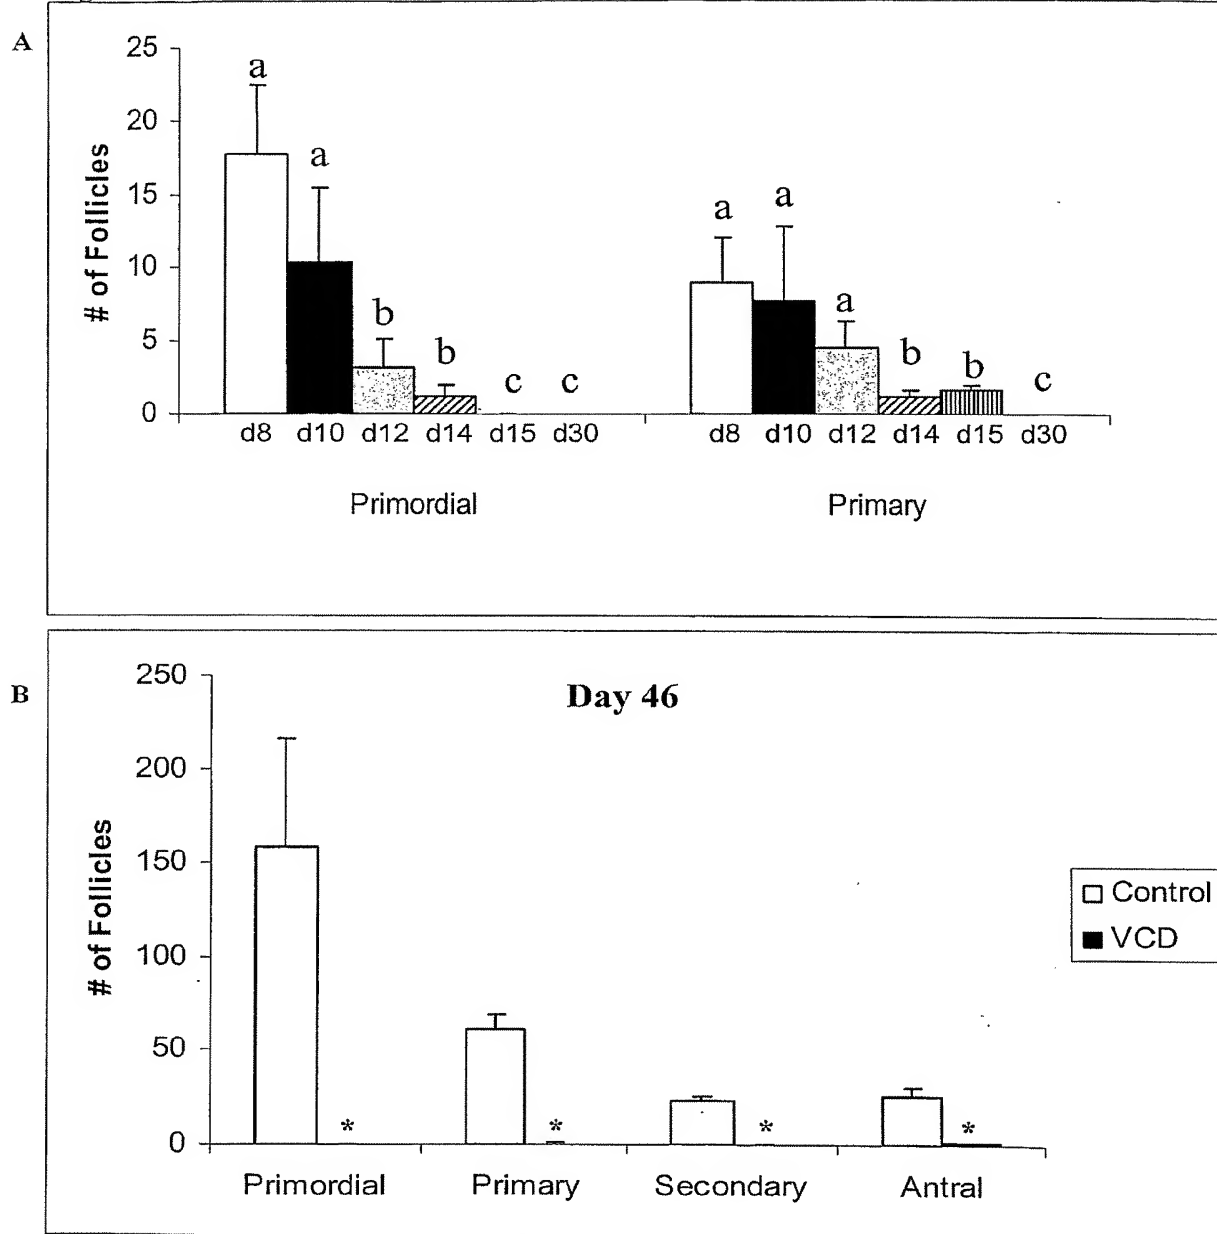 A
25
20
15
10
5
0
# of Follicles
a
a
b
b
c
c
a
a
a
b
b
c
d8 d10 d12 d14 d15 d30
d8 d10 d12 d14 d15 d30
Primordial
Primary
B
Day 46
250
200
150
100
50
0
# of Follicles
* * * *
Control
VCD
Primordial Primary Secondary Antral